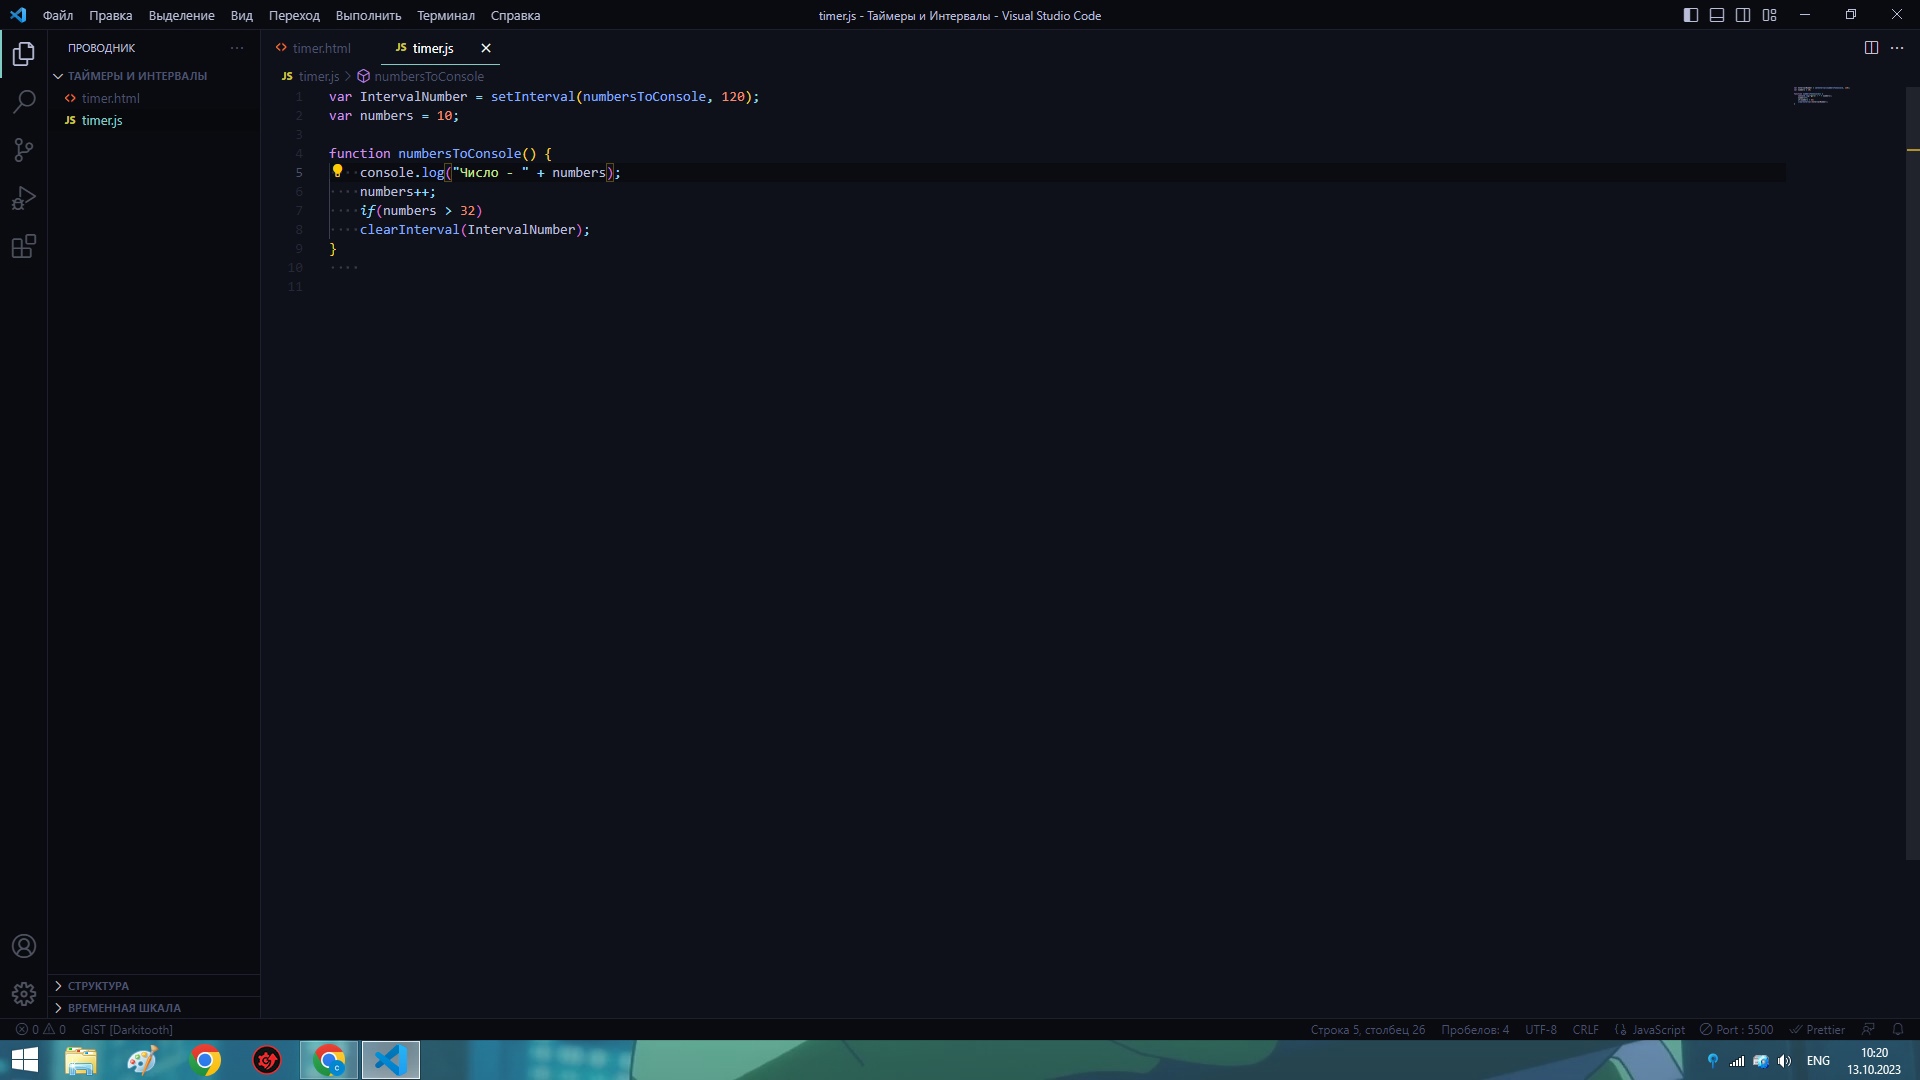 Файл Правка Выделение Вид Переход Выполнить Терминал Справка
timer.js - Таймеры и Интервалы - Visual Studio Code
ПРОВОДНИК
ТАЙМЕРЫ И ИНТЕРВАЛЫ
timer.html
JS timer.js
СТРУКТУРА
ВРЕМЕННАЯ ШКАЛА
timer.html
JS timer.js
JS timer.js > numbersToConsole
1 var IntervalNumber = setInterval(numbersToConsole, 120);
2 var numbers = 10;
3
4 function numbersToConsole() {
5 console.log("Число - " + numbers);
6 numbers++;
7 if(numbers > 32)
8 clearInterval(IntervalNumber);
9 }
10
11
0 0 GIST [Darkitooth]
Строка 5, столбец 26 Пробелов: 4 UTF-8 CRLF JavaScript Port : 5500 Prettier
ENG
10:20
13.10.2023